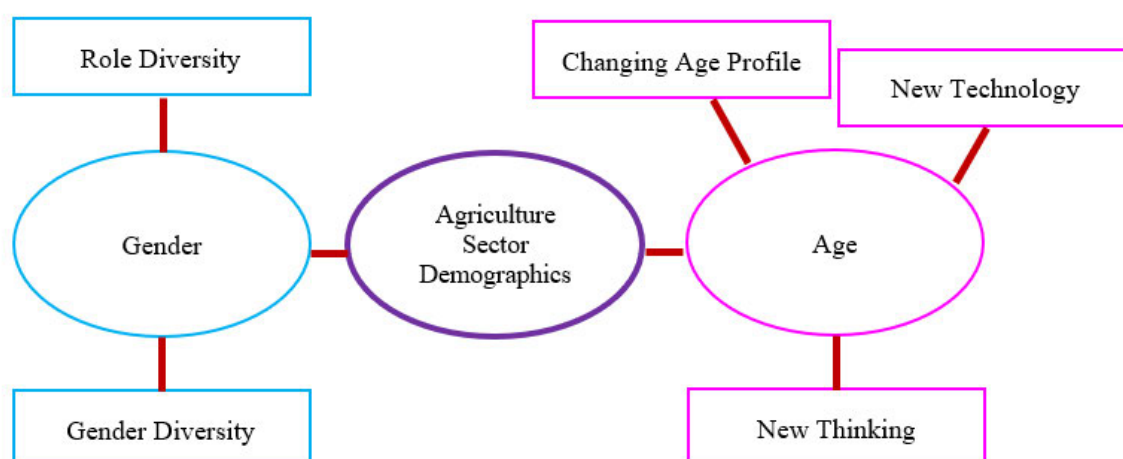 Role Diversity
Changing Age Profile
New Technology
Gender
Agriculture
Sector
Demographics
Age
Gender Diversity
New Thinking